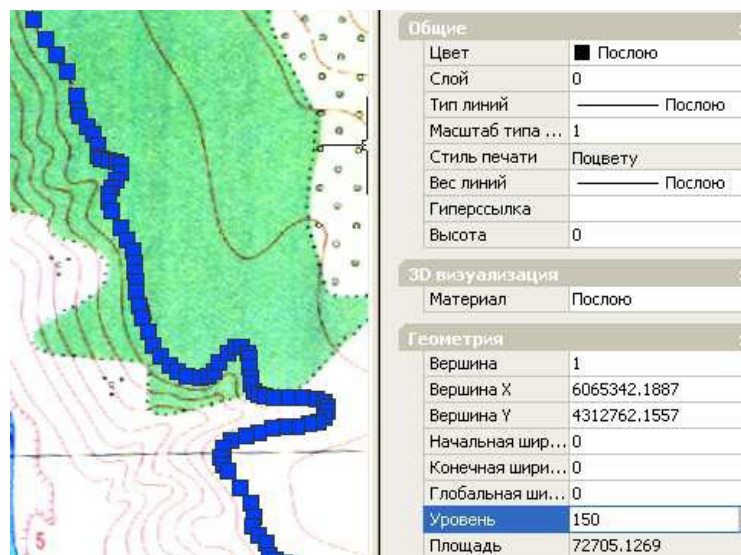 Общие
Цвет Послою
Слой 0
Тип линий Послою
Масштаб типа ... 1
Стиль печати Поцвету
Вес линий Послою
Гиперссылка
Высота 0
3D визуализация
Материал Послою
Геометрия
Вершина 1
Вершина X 6065342.1887
Вершина Y 4312762.1557
Начальная шир... 0
Конечная шири... 0
Глобальная ши... 0
Уровень 150
Площадь 72705.1269
5